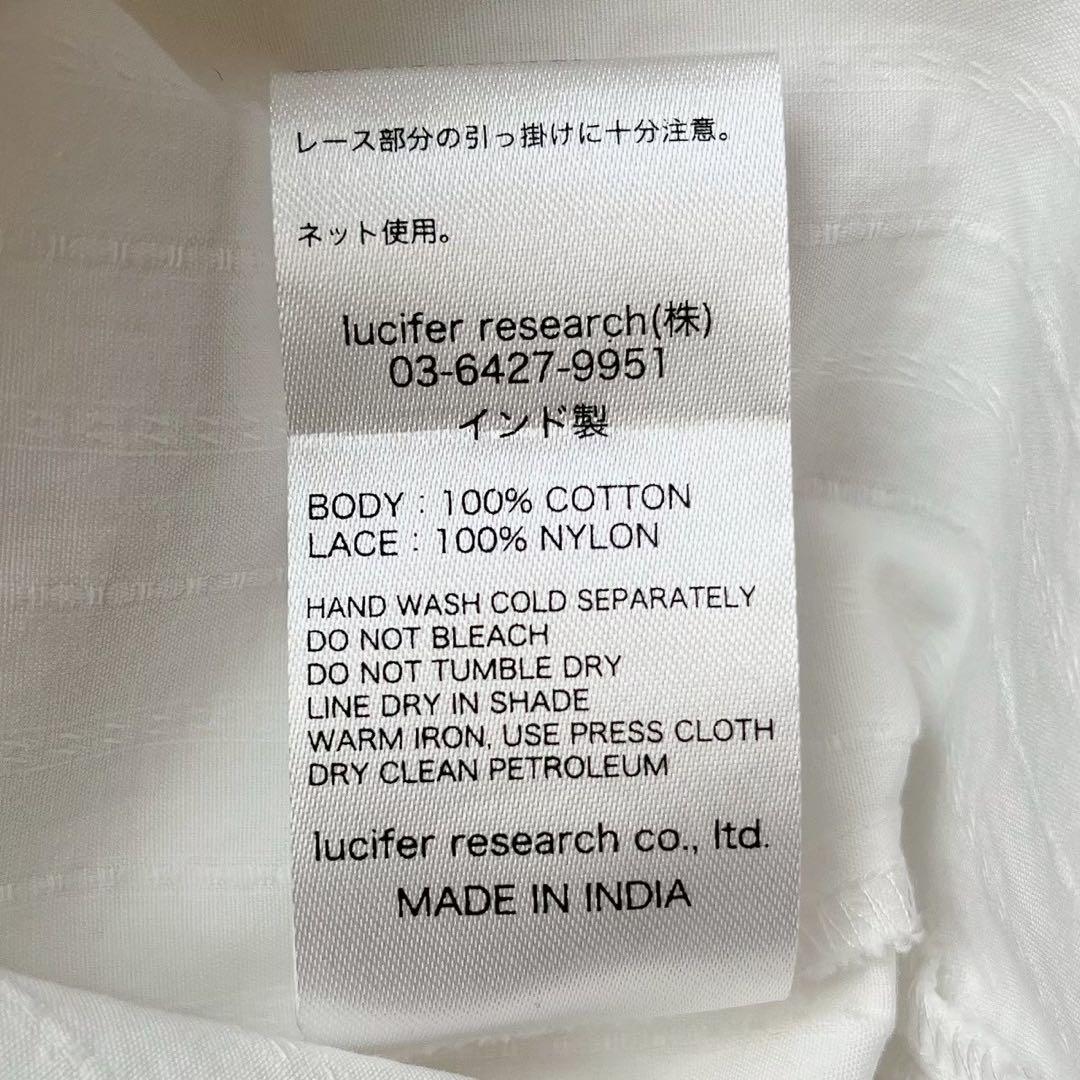 レース部分の引っ掛けに十分注意。
ネット使用。
lucifer research(株)
03-6427-9951
インド製
BODY : 100% COTTON
LACE : 100% NYLON
HAND WASH COLD SEPARATELY
DO NOT BLEACH
DO NOT TUMBLE DRY
LINE DRY IN SHADE
WARM IRON, USE PRESS CLOTH
DRY CLEAN PETROLEUM
lucifer research co., ltd.
MADE IN INDIA